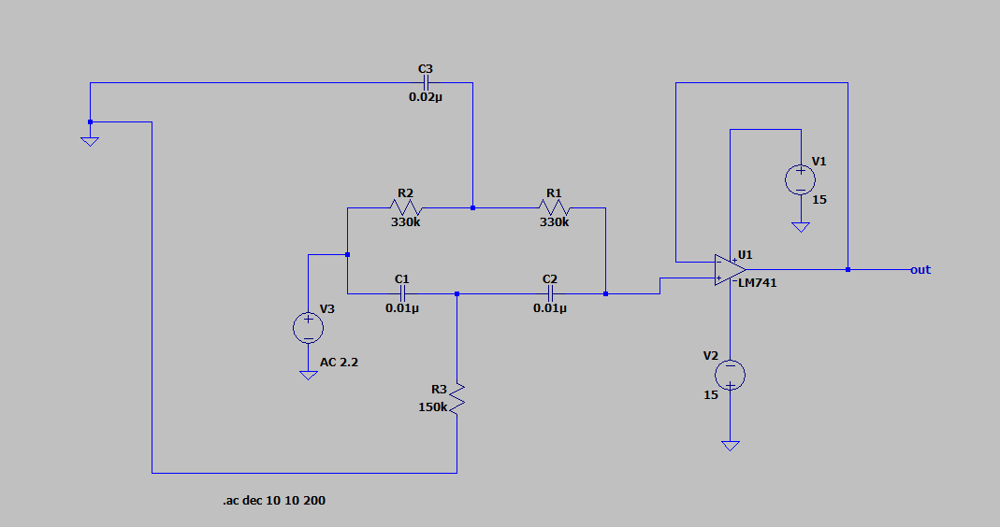 C3
0.02µ
V1
15
R2
330k
R1
330k
U1
LM741
out
C1
0.01µ
C2
0.01µ
V3
AC 2.2
V2
15
R3
150k
.ac dec 10 10 200